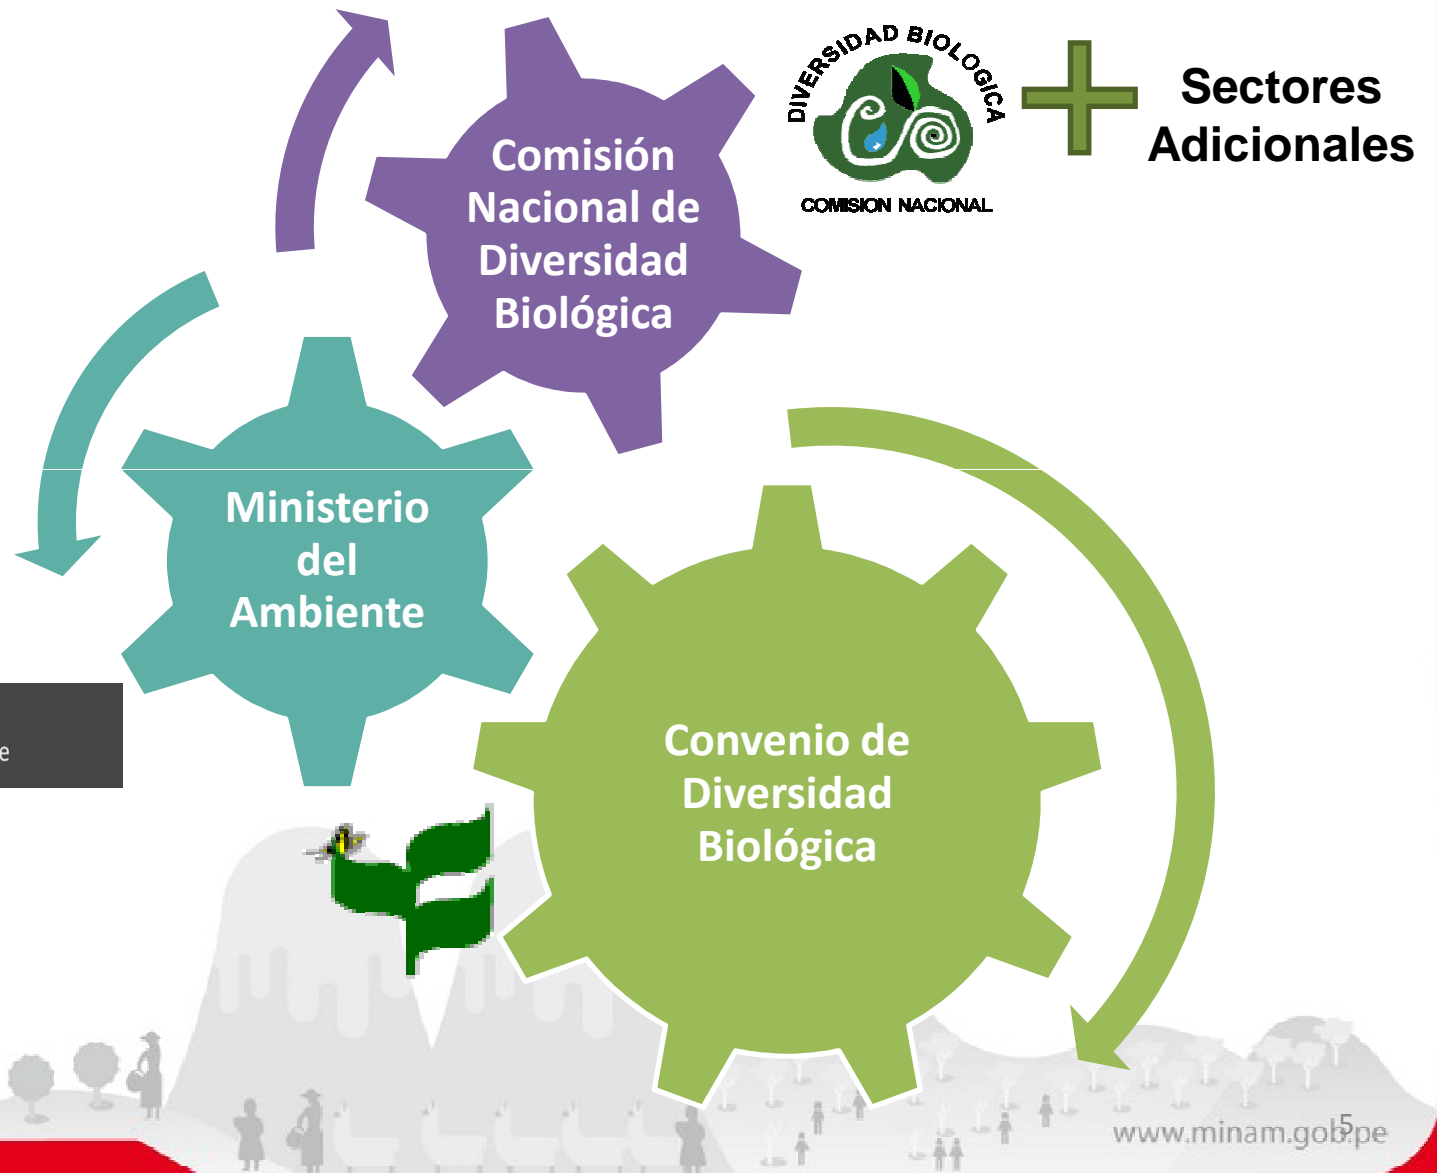 DIVERSIDAD BIOLOGICA
COMISION NACIONAL
Sectores
Adicionales
Comisión
Nacional de
Diversidad
Biológica
Ministerio
del
Ambiente
e
Convenio de
Diversidad
Biológica
www.minam.gob.pe
5